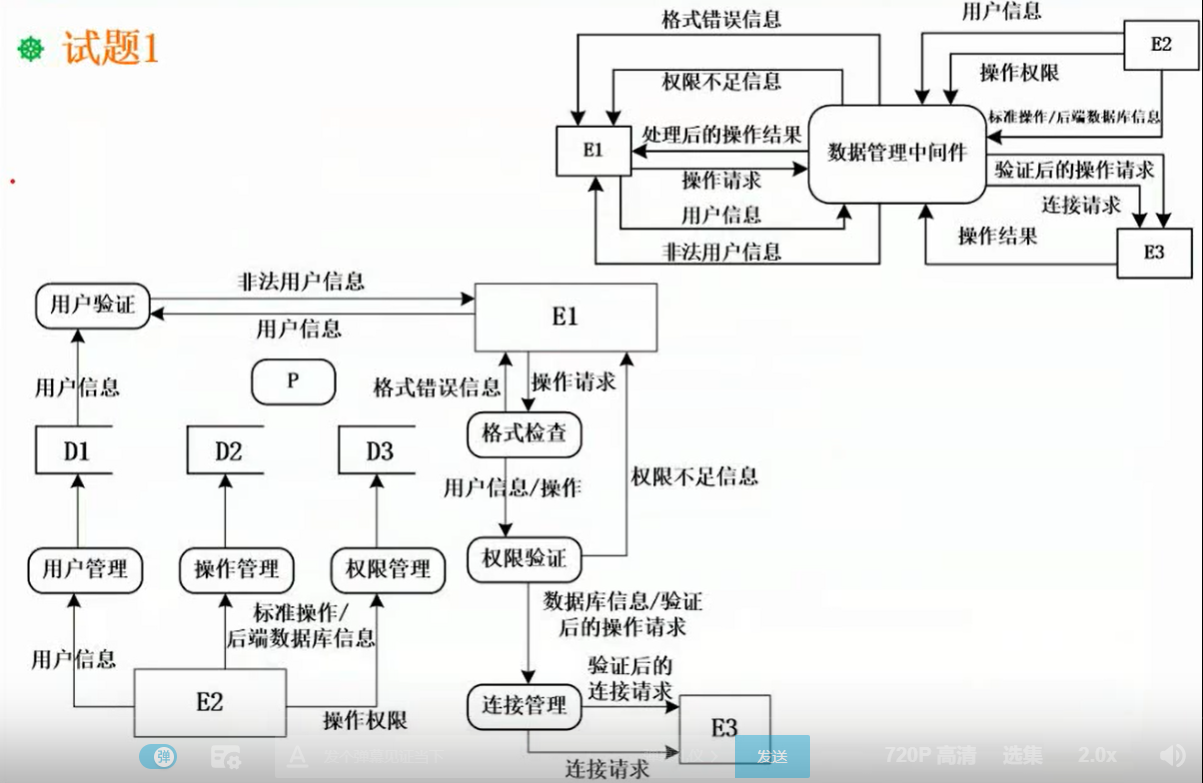 试题1
格式错误信息
用户信息
E2
权限不足信息
操作权限
标准操作/后端数据库信息
处理后的操作结果
E1
数据管理中间件
验证后的操作请求
操作请求
连接请求
用户信息
操作结果
E3
非法用户信息
非法用户信息
用户验证
E1
用户信息
P
用户信息
格式错误信息
操作请求
格式检查
D1
D2
D3
权限不足信息
用户信息/操作
用户管理
操作管理
权限管理
权限验证
标准操作/
后端数据库信息
数据库信息/验证
后的操作请求
用户信息
验证后的
连接请求
E2
连接管理
操作权限
E3
连接请求
弹
发送
720P 高清
选集
2.0x